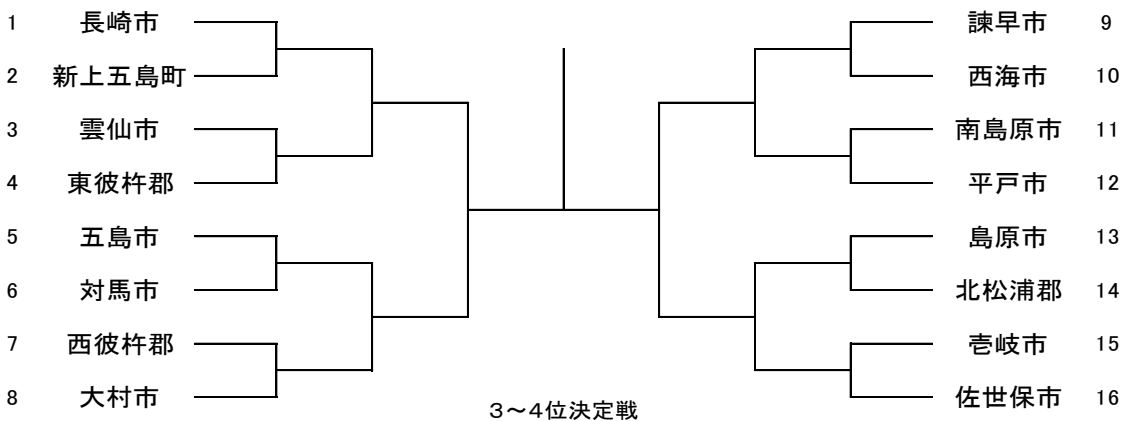 1 長崎市
2 新上五島町
3 雲仙市
4 東彼杵郡
5 五島市
6 対馬市
7 西彼杵郡
8 大村市
諫早市 9
西海市 10
南島原市 11
平戸市 12
島原市 13
北松浦郡 14
壱岐市 15
佐世保市 16
３～４位決定戦